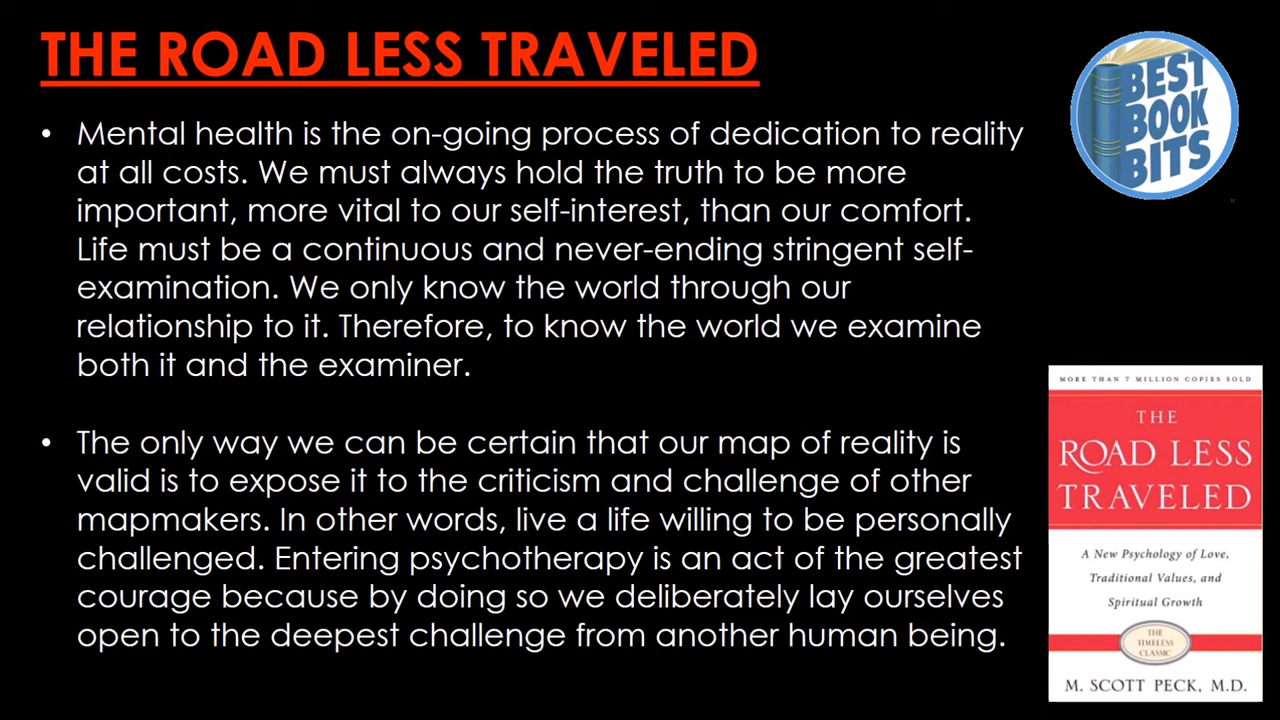 THE ROAD LESS TRAVELED
• Mental health is the on-going process of dedication to reality
at all costs. We must always hold the truth to be more
important, more vital to our self-interest, than our comfort.
Life must be a continuous and never-ending stringent self-
examination. We only know the world through our
relationship to it. Therefore, to know the world we examine
both it and the examiner.
• The only way we can be certain that our map of reality is
valid is to expose it to the criticism and challenge of other
mapmakers. In other words, live a life willing to be personally
challenged. Entering psychotherapy is an act of the greatest
courage because by doing so we deliberately lay ourselves
open to the deepest challenge from another human being.
BEST
BOOK
BITS
MORE THAN 7 MILLION COPIES SOLD
THE
ROAD LESS
TRAVELED
A New Psychology of Love,
Traditional Values, and
Spiritual Growth
THE
TIMELESS
CLASSIC
M. SCOTT PECK, M.D.